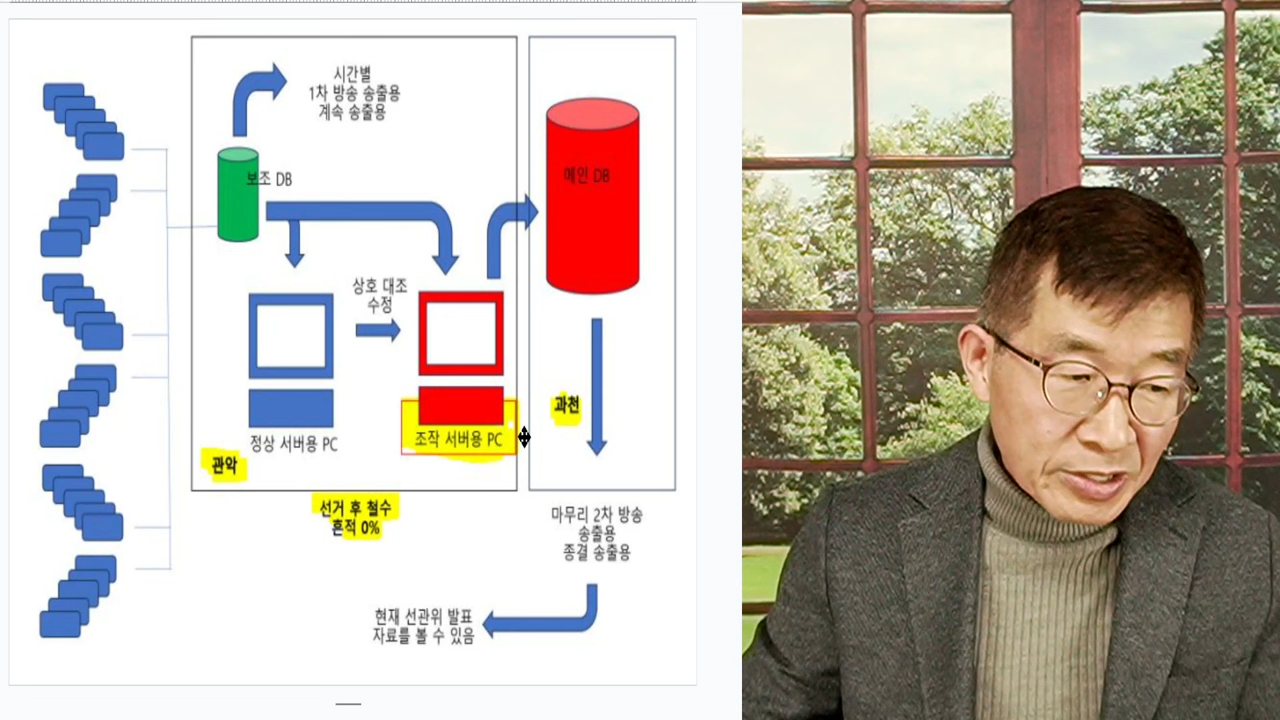 시간별
1차 방송 송출용
계속 송출용
보조 DB
메인 DB
상호 대조
수정
과천
정상 서버용 PC
조작 서버용 PC
관악
선거 후 철수
흔적 0%
마무리 2차 방송
송출용
종결 송출용
현재 선관위 발표
자료를 볼 수 있음